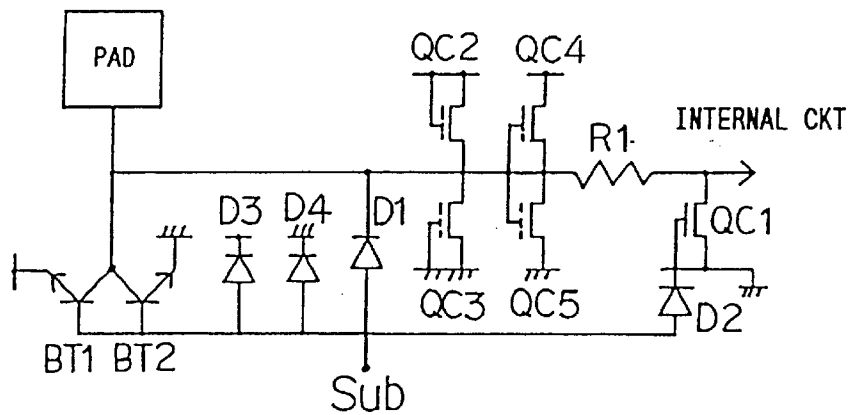 PAD
QC2
QC4
INTERNAL CKT
R1
D3
D4
D1
QC1
QC3
QC5
D2
BT1
BT2
Sub